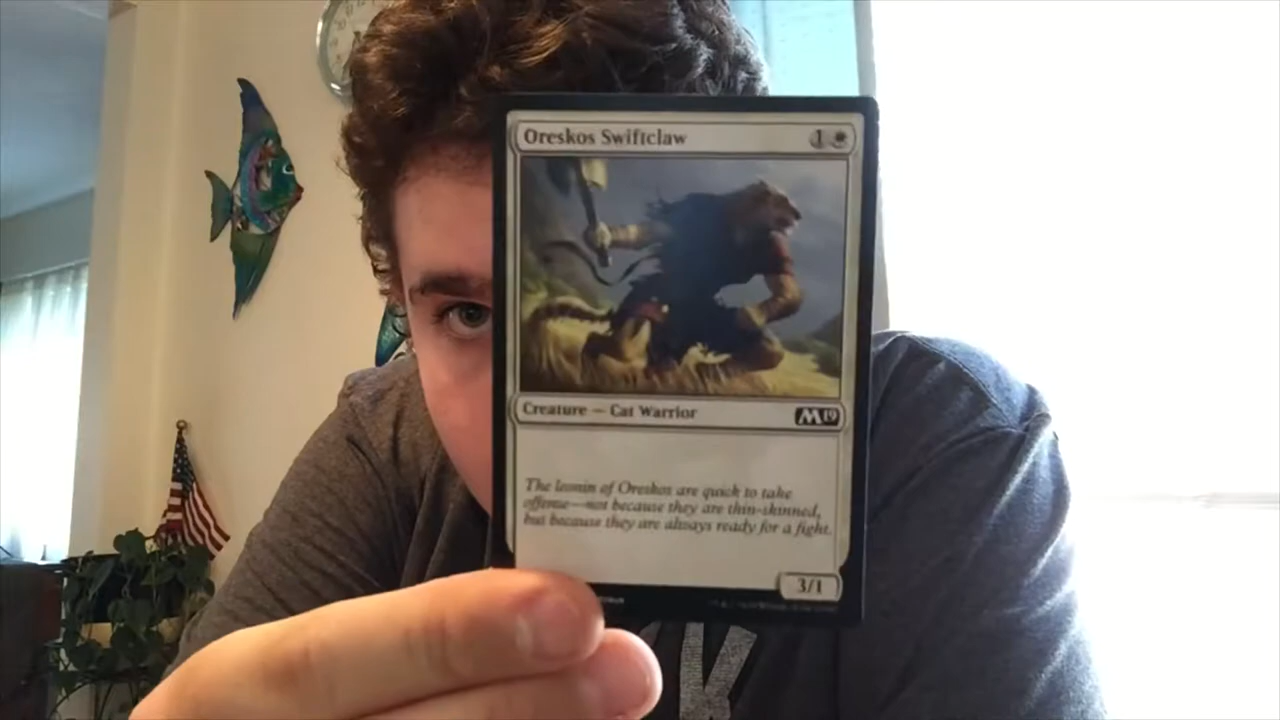 Oreskos Swiftclaw 1
Creature — Cat Warrior M19
The leonin of Oreskos are quick to take
offense—not because they are thin-skinned,
but because they are always ready for a fight.
3/1
K